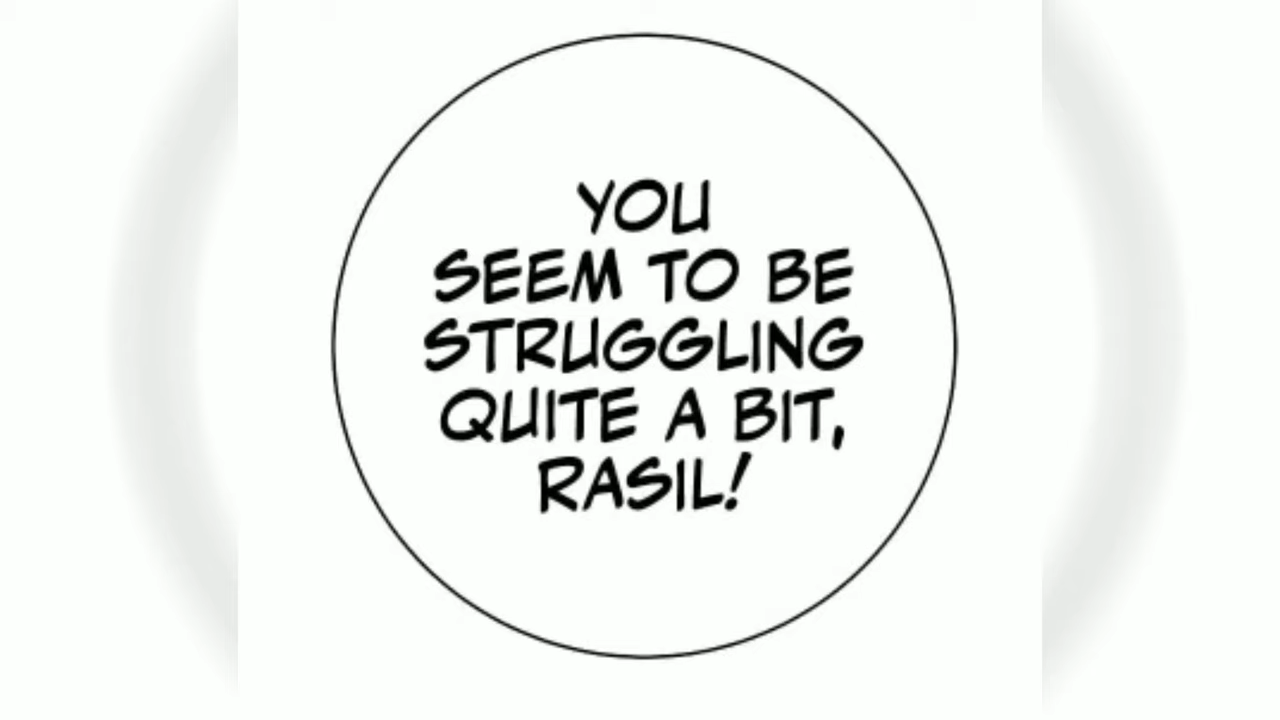 YOU
SEEM TO BE
STRUGGLING
QUITE A BIT,
RASIL!